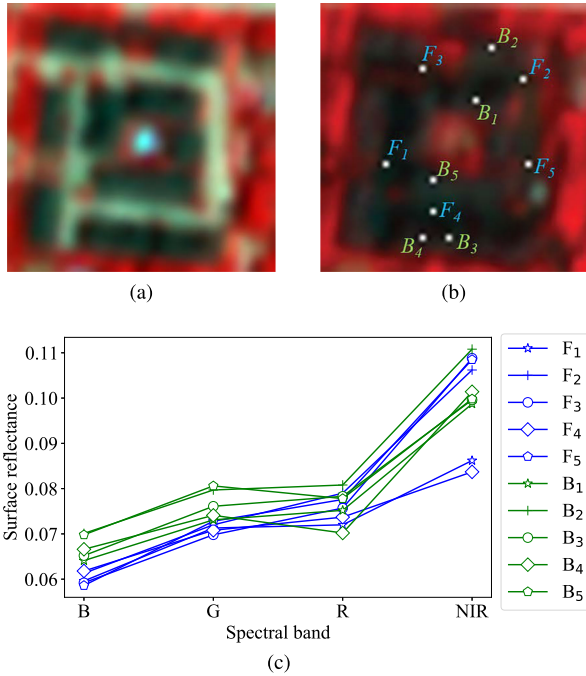 B2
F3
F2
B1
F1
B5
F5
F4
B4
B3
(a)
(b)
0.11
0.10
0.09
0.08
0.07
0.06
Surface reflectance
B
G
R
NIR
Spectral band
F1
F2
F3
F4
F5
B1
B2
B3
B4
B5
(c)